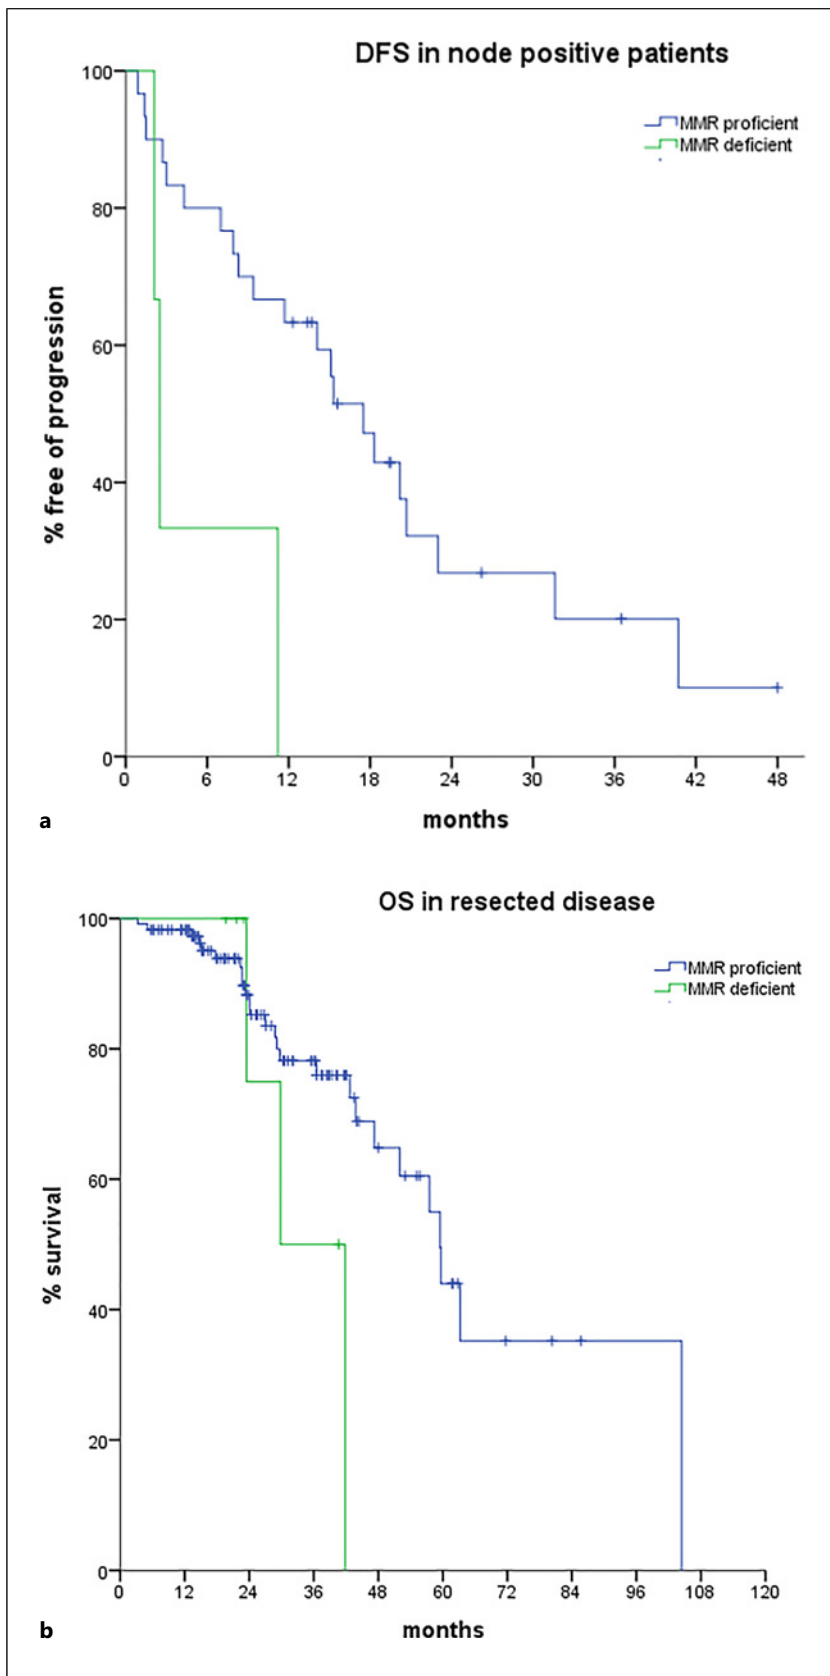 DFS in node positive patients
MMR proficient
MMR deficient
% free of progression
100
80
60
40
20
0
0 6 12 18 24 30 36 42 48
months
a
OS in resected disease
MMR proficient
MMR deficient
% survival
100
80
60
40
20
0
0 12 24 36 48 60 72 84 96 108 120
months
b